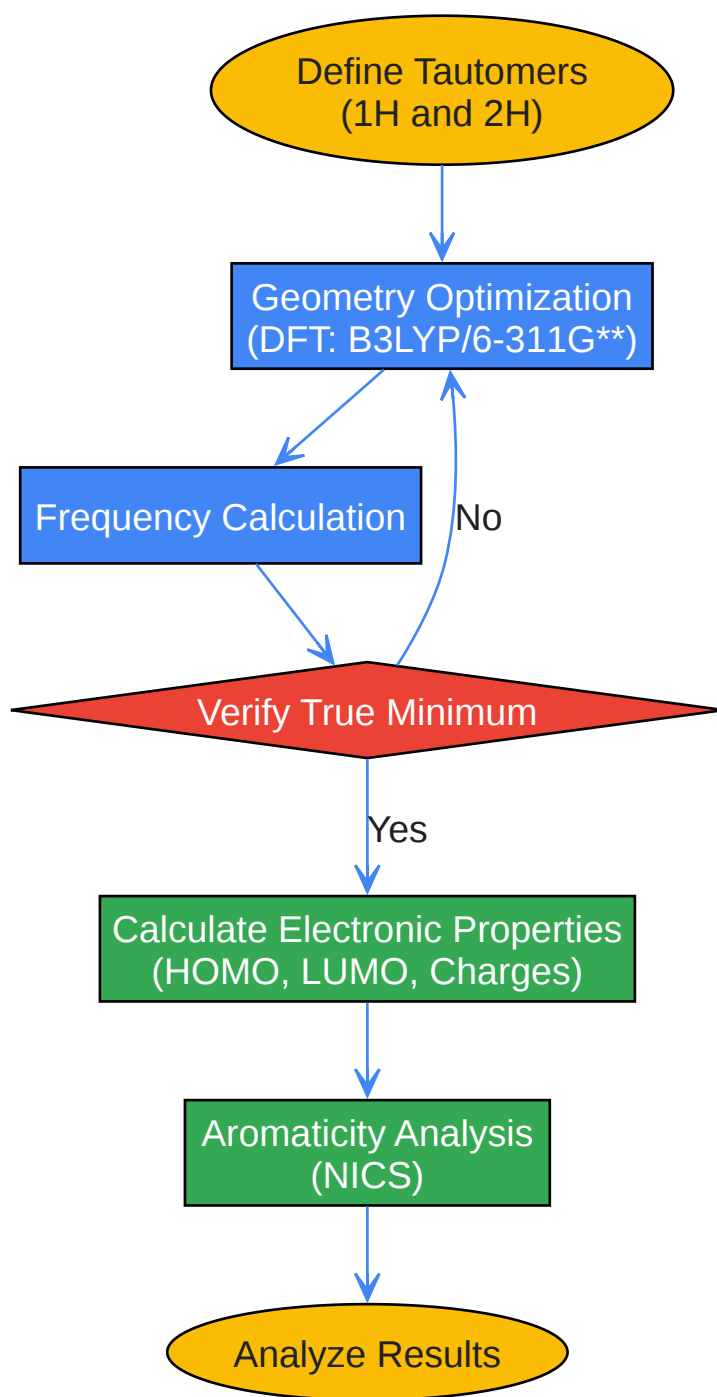 Define Tautomers
(1H and 2H)
Geometry Optimization
(DFT: B3LYP/6-311G**)
Frequency Calculation
No
Verify True Minimum
Yes
Calculate Electronic Properties
(HOMO, LUMO, Charges)
Aromaticity Analysis
(NICS)
Analyze Results